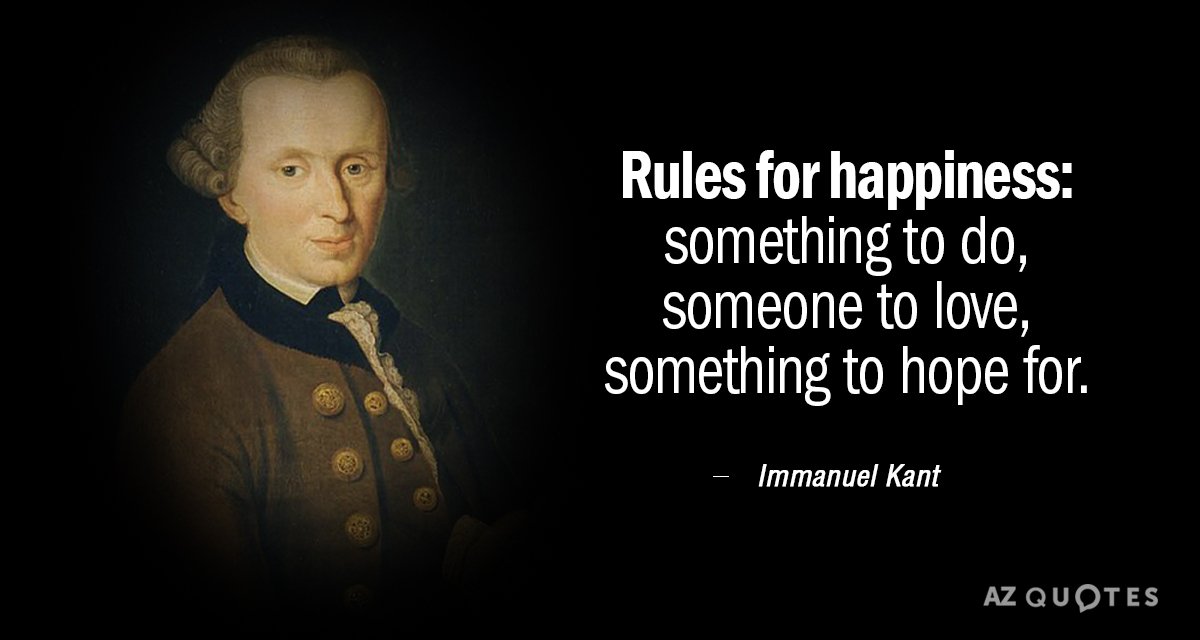 Rules for happiness:
something to do,
someone to love,
something to hope for.
— Immanuel Kant
AZ QUOTES